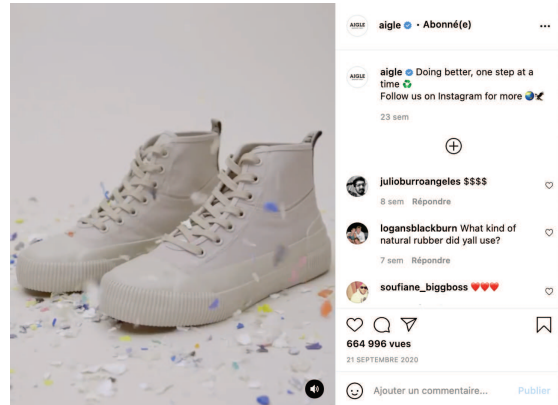 AIGLE
aigle • Abonné(e)
AIGLE
aigle Doing better, one step at a
time ♻️
Follow us on Instagram for more 🌏🦅
23 sem
julioburroangeles $$$$
8 sem Répondre
logansblackburn What kind of
natural rubber did yall use?
7 sem Répondre
soufiane_biggboss ❤️❤️❤️
664 996 vues
21 SEPTEMBRE 2020
Ajouter un commentaire...
Publier